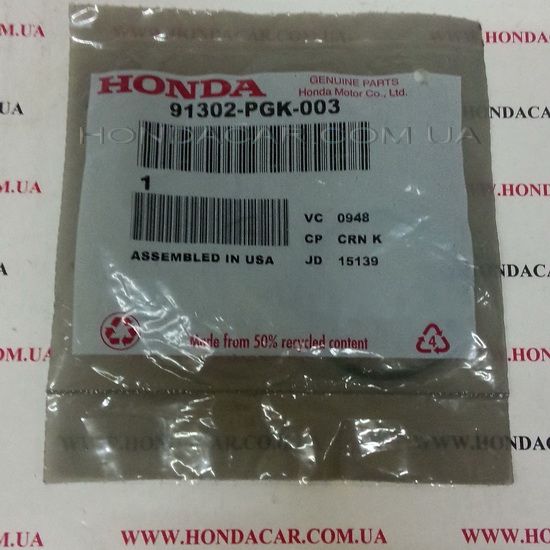 WWW.HONDACAR.COM.UA
HONDA
GENUINE PARTS
Honda Motor Co., Ltd.
91302-PGK-003
HONDACAR.COM.UA
1
VC 0948
CP CRN K
ASSEMBLED IN USA JD 15139
Made from 50% recycled content
4
WWW.HONDACAR.COM.UA